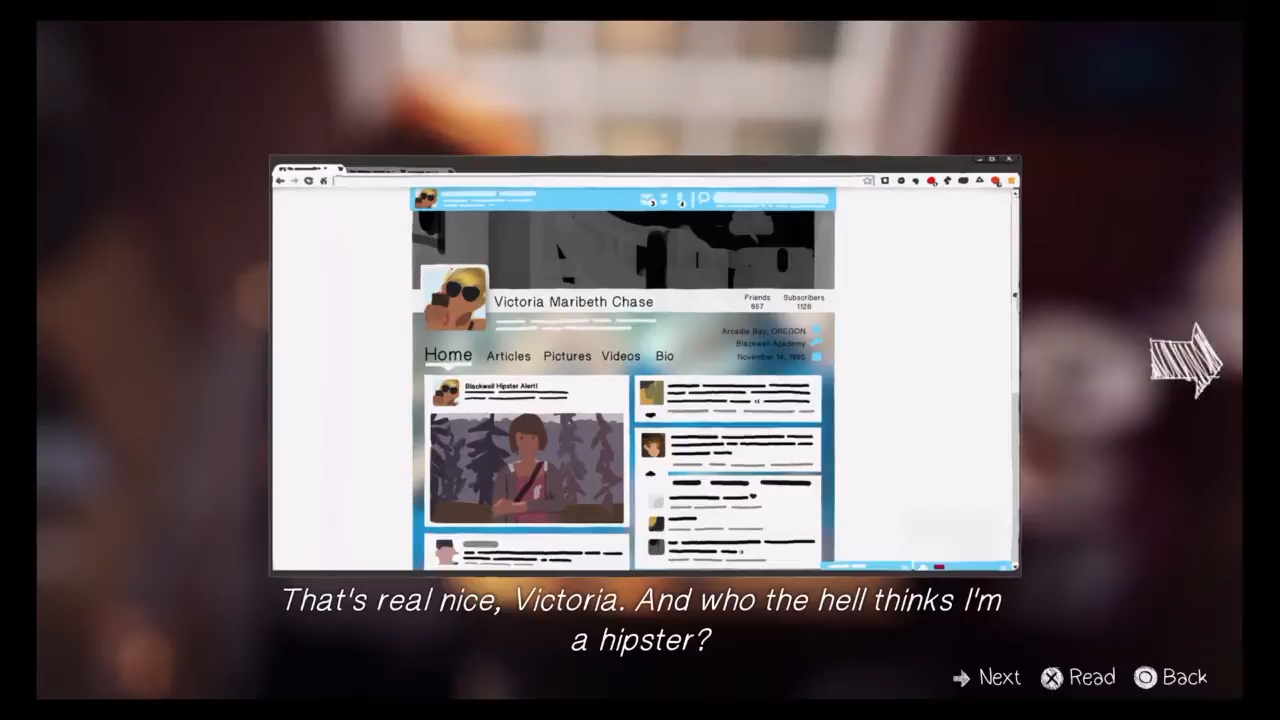 Victoria Maribeth Chase
Friends
657
Subscribers
1126
Arcadia Bay, OREGON
Blackwell Academy
November 14, 1995
Home Articles Pictures Videos Bio
Blackwell Hipster Alert!
That's real nice, Victoria. And who the hell thinks I'm
a hipster?
Next Read Back